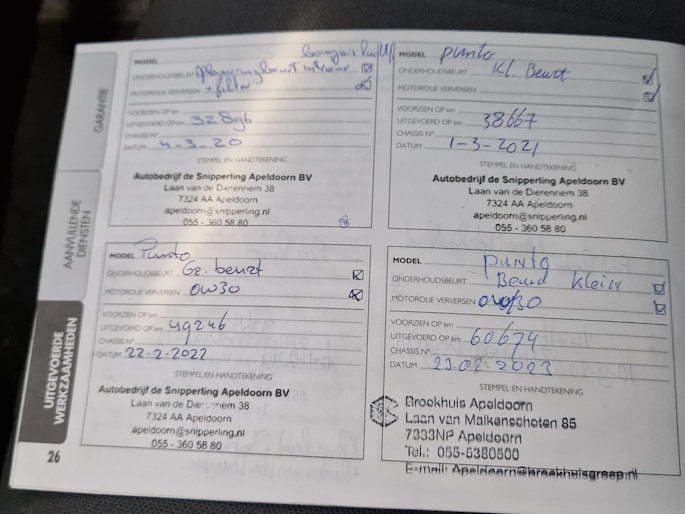 GARANTIE
AANVULLENDE
DIENSTEN
UITGEVOERDE
WERKZAAMHEDEN
26
MODEL
ONDERHOUDSBEURT
MOTOROLIE VERVERSEN + filter
VOORZIEN OP km
UITGEVOERD OP km 32896
CHASSIS N°
DATUM 4-3-20
STEMPEL EN HANDTEKENING
Autobedrijf de Snipperling Apeldoorn BV
Laan van de Dierennem 38
7324 AA Apeldoorn
apeldoorn@snipperling.nl
055 - 360 58 80
MODEL punto
ONDERHOUDSBEURT Kl. Beurt
MOTOROLIE VERVERSEN
VOORZIEN OP km
UITGEVOERD OP km 38667
CHASSIS N°
DATUM 1-3-2021
STEMPEL EN HANDTEKENING
Autobedrijf de Snipperling Apeldoorn BV
Laan van de Dierennem 38
7324 AA Apeldoorn
apeldoorn@snipperling.nl
055 - 360 58 80
MODEL Punto
ONDERHOUDSBEURT Gr. beurt
MOTOROLIE VERVERSEN 0W30
VOORZIEN OP km
UITGEVOERD OP km 49246
CHASSIS N°
DATUM 22-2-2022
STEMPEL EN HANDTEKENING
Autobedrijf de Snipperling Apeldoorn BV
Laan van de Dierennem 38
7324 AA Apeldoorn
apeldoorn@snipperling.nl
055 - 360 58 80
MODEL punto
ONDERHOUDSBEURT Beurd klein
MOTOROLIE VERVERSEN
VOORZIEN OP km
UITGEVOERD OP km 60674
CHASSIS N°
DATUM 23-02-2023
STEMPEL EN HANDTEKENING
Broekhuis Apeldoorn
Laan van Malkenschoten 85
7333NP Apeldoorn
Tel.: 055-5380500
E-mail: Apeldoorn@broekhuisgroep.nl